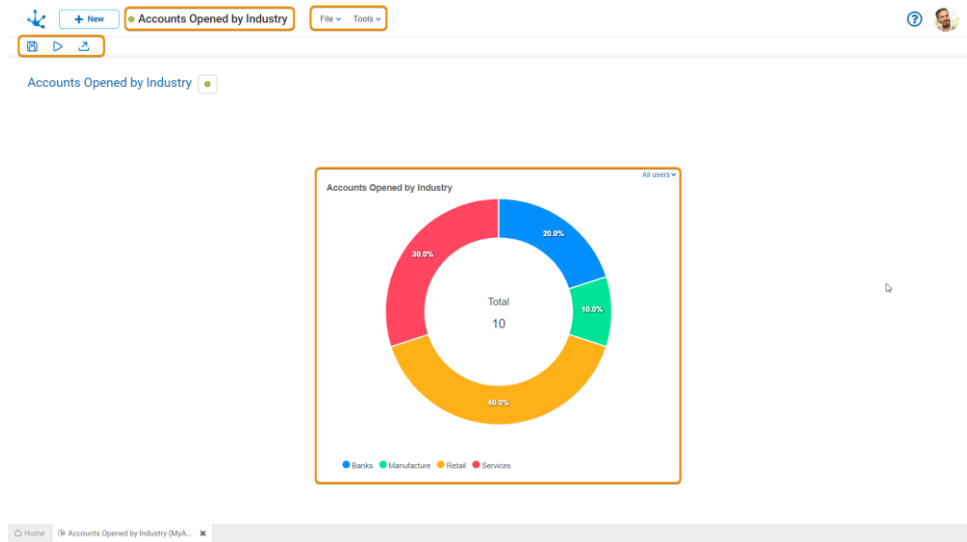 New
Accounts Opened by Industry
File
Tools
Accounts Opened by Industry
All users
Accounts Opened by Industry
20.0%
30.0%
Total
10
10.0%
40.0%
Banks Manufacture Retail Services
Home Accounts Opened by Industry (MyA...